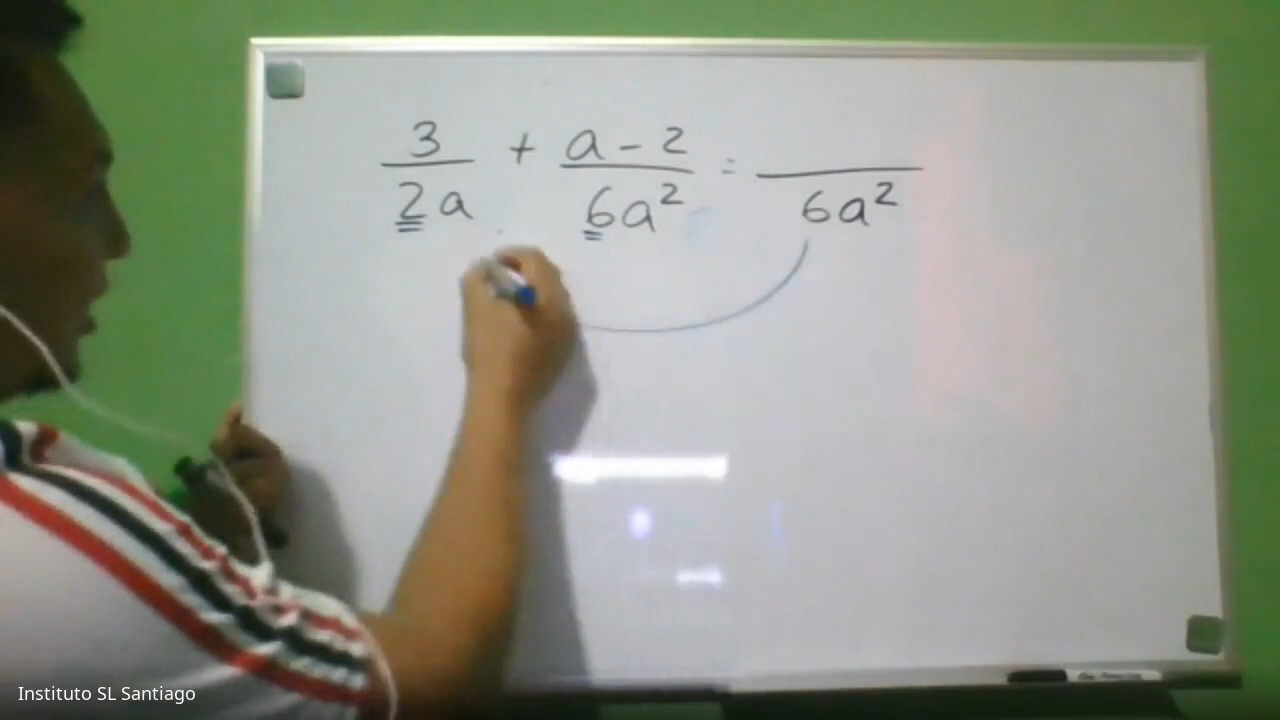 3/2a + a - 2/6a² = /6a²
Instituto SL Santiago